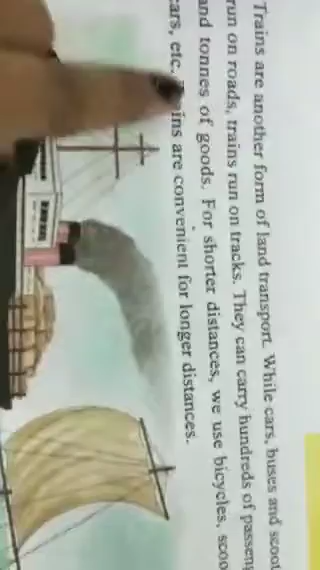 Trains are another form of land transport. While cars, buses and scoot
run on roads, trains run on tracks. They can carry hundreds of passeng
and tonnes of goods. For shorter distances, we use bicycles, scoo
cars, etc. ins are convenient for longer distances.